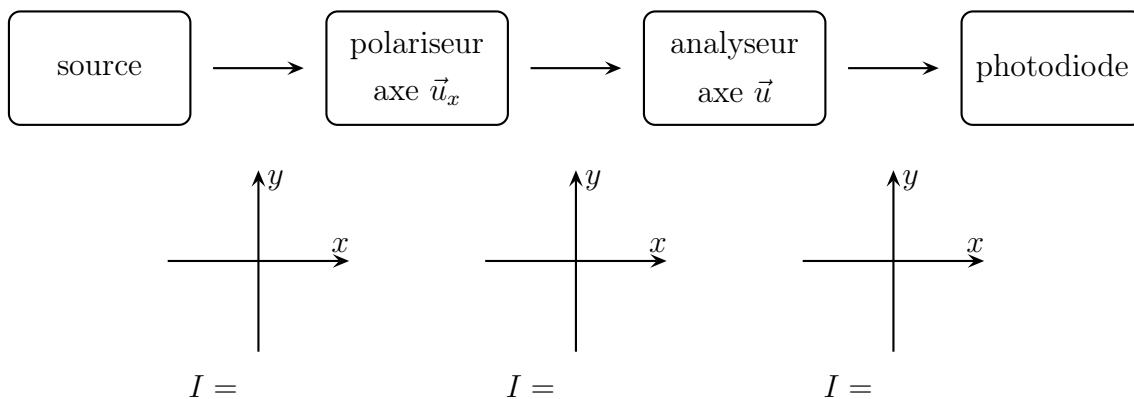 source
polariseur
axe $\vec{u}_x$
analyseur
axe $\vec{u}$
photodiode
y
x
y
x
y
x
I =
I =
I =